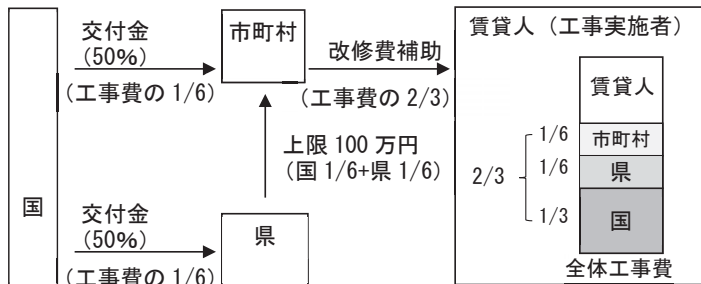 国
交付金
(50%)
(工事費の 1/6)
市町村
改修費補助
(工事費の 2/3)
上限 100 万円
(国 1/6+県 1/6)
交付金
(50%)
(工事費の 1/6)
県
賃貸人（工事実施者）
賃貸人
2/3
1/6
市町村
1/6
県
1/3
国
全体工事費